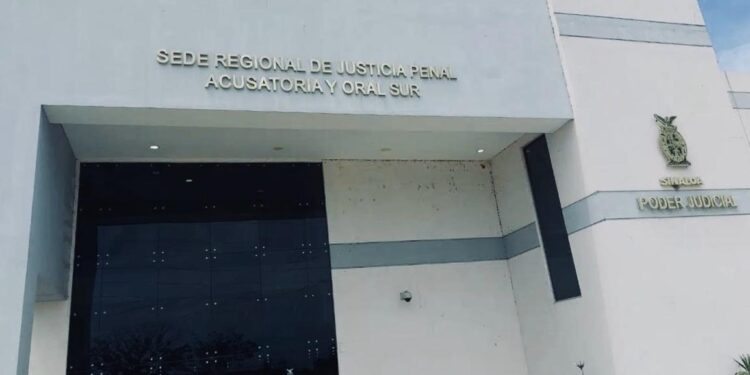 SEDE REGIONAL DE JUSTICIA PENAL
ACUSATORIA Y ORAL SUR
SINALOA
PODER JUDICIAL